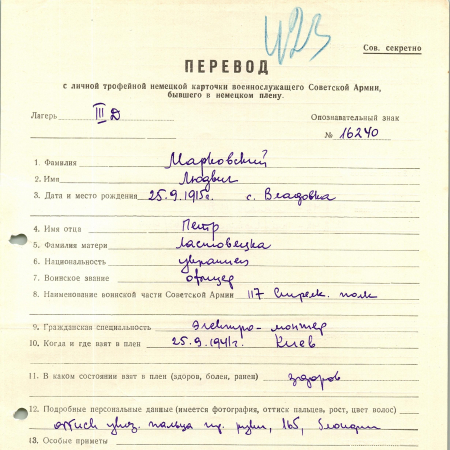 Сов. секретно
ПЕРЕВОД
с личной трофейной немецкой карточки военнослужащего Советской Армии,
бывшего в немецком плену.
Лагерь III Д Опознавательный знак
№ 16240
1. Фамилия Марковский
2. Имя Людвиг
3. Дата и место рождения 25.9.1915г. с. Владовка
4. Имя отца Петр
5. Фамилия матери Ластовецка
6. Национальность украинец
7. Воинское звание офицер
8. Наименование воинской части Советской Армии 117 Стрелк. полк
9. Гражданская специальность электро-монтер
10. Когда и где взят в плен 25.9.1941г. Киев
11. В каком состоянии взят в плен (здоров, болен, ранен) здоров
12. Подробные персональные данные (имеется фотография, оттиск пальцев, рост, цвет волос)
оттиск указ. пальца пр. руки, 165, блондин
13. Особые приметы